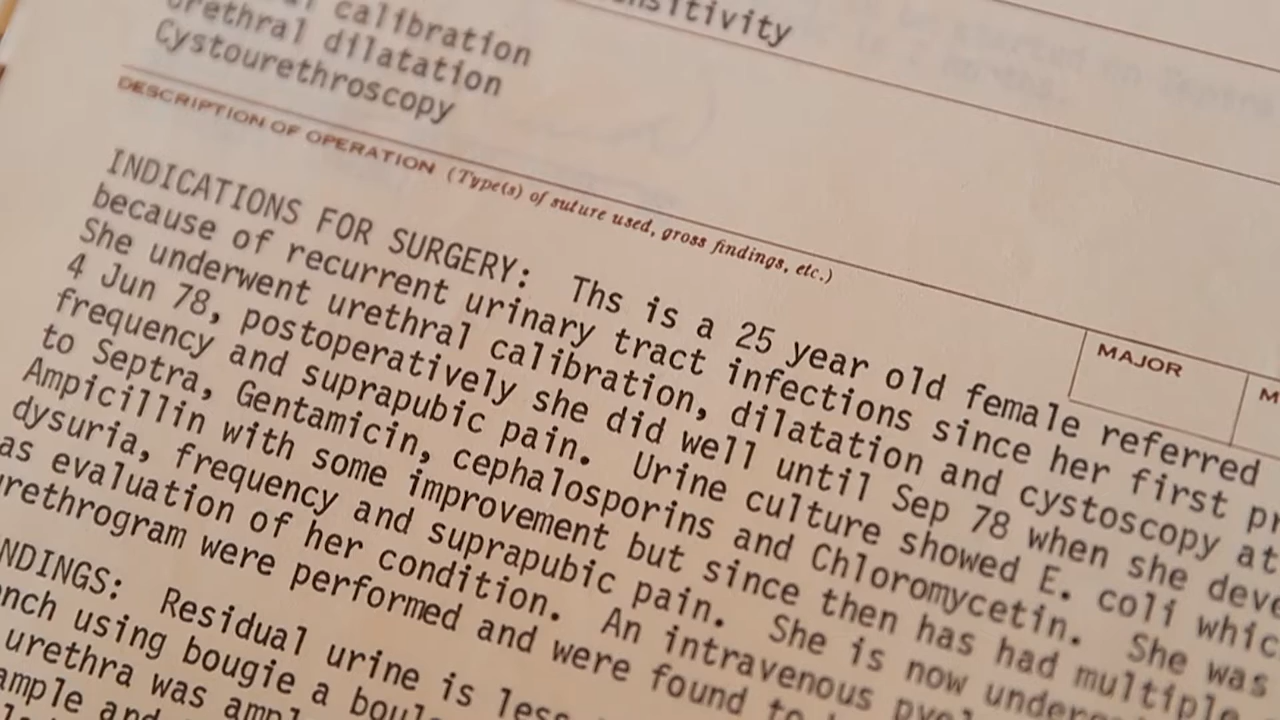 calibration
urethral dilatation
Cystourethroscopy
DESCRIPTION OF OPERATION (Type(s) of suture used, gross findings, etc.)
MAJOR
INDICATIONS FOR SURGERY: Ths is a 25 year old female referred
because of recurrent urinary tract infections since her first
She underwent urethral calibration, dilatation and cystoscopy at
4 Jun 78, postoperatively she did well until Sep 78 when she
frequency and suprapubic pain. Urine culture showed E. coli
to Septra, Gentamicin, cephalosporins and Chloromycetin. She was
Ampicillin with some improvement but since then has had multiple
dysuria, frequency and suprapubic pain. She is now
as evaluation of her condition. An intravenous
urethrogram were performed and were found to
Residual urine is
using bougie a
urethra was
and